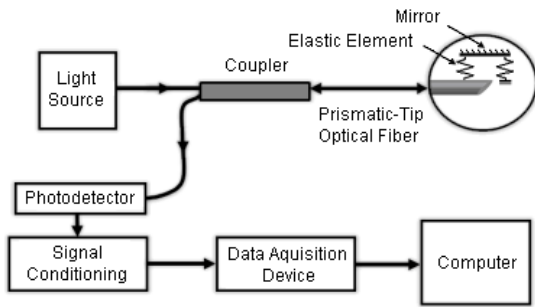 Mirror
Elastic Element
Light
Source
Coupler
Prismatic-Tip
Optical Fiber
Photodetector
Signal
Conditioning
Data Aquisition
Device
Computer